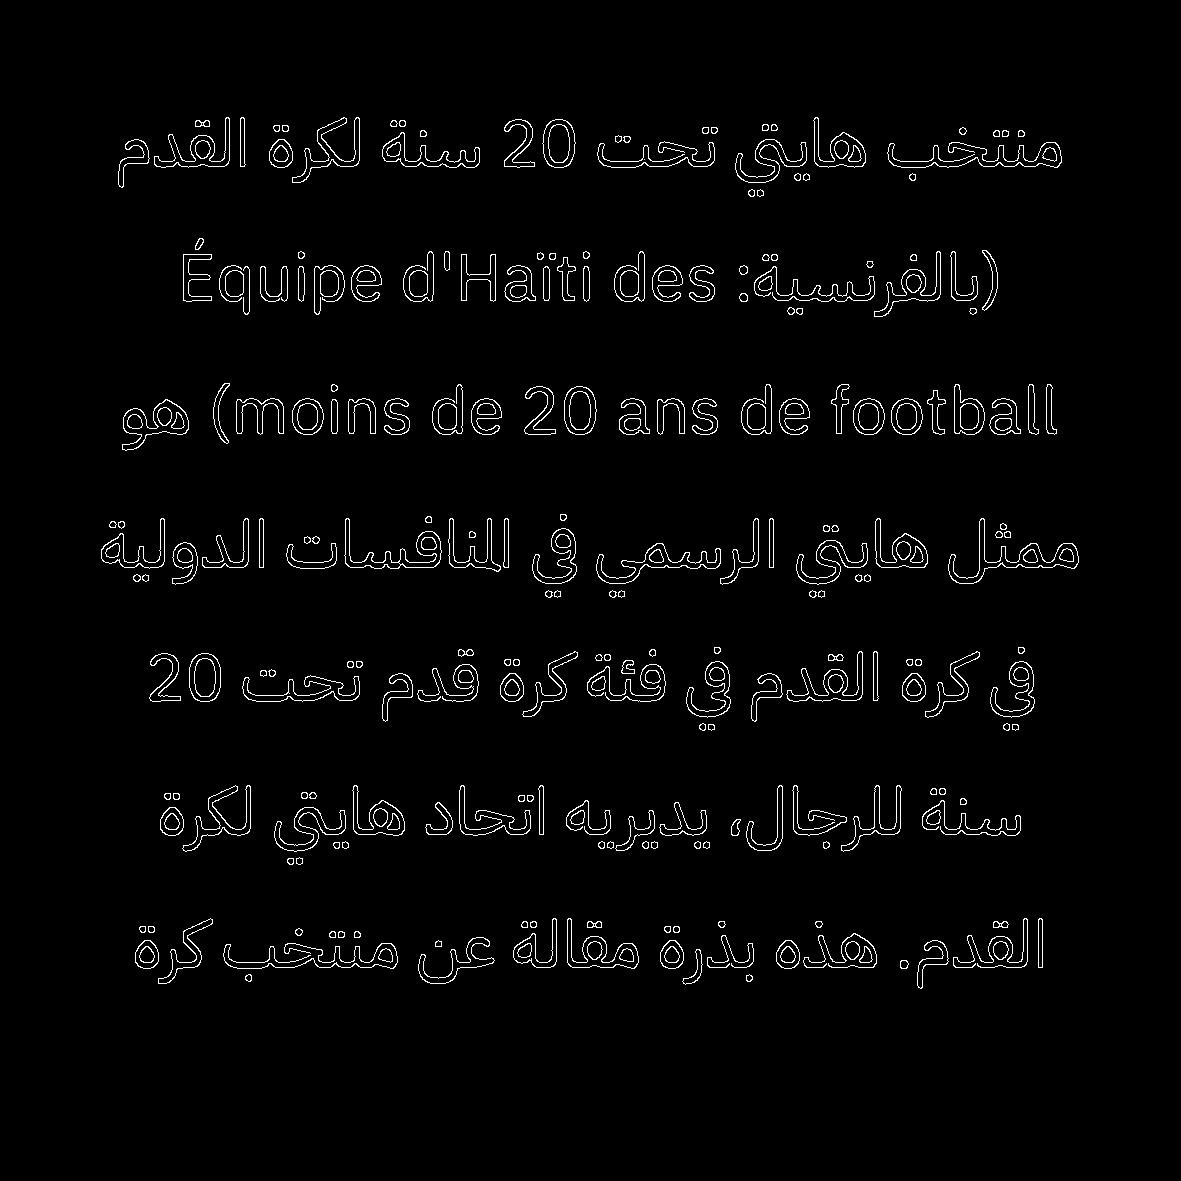 منتخب هايتي تحت 20 سنة لكرة القدم
(بالفرنسية: Équipe d'Haïti des
moins de 20 ans de football) هو
ممثل هايتي الرسمي في المنافسات الدولية
في كرة القدم في فئة كرة قدم تحت 20
سنة للرجال، يديريه اتحاد هايتي لكرة
القدم. هذه بذرة مقالة عن منتخب كرة